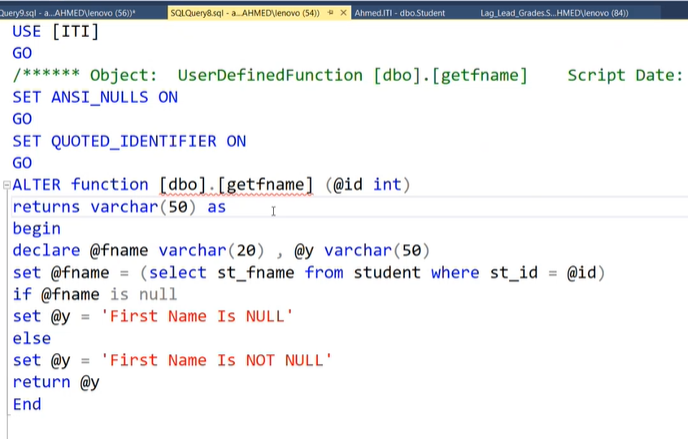 Query9.sql - a...AHMED\lenovo (56))* SQLQuery8.sql - a...AHMED\lenovo (54)) Ahmed.ITI - dbo.Student Lag_Lead_Grades.S...HMED\lenovo (84))
USE [ITI]
GO
/****** Object:  UserDefinedFunction [dbo].[getfname]    Script Date:
SET ANSI_NULLS ON
GO
SET QUOTED_IDENTIFIER ON
GO
ALTER function [dbo].[getfname] (@id int)
returns varchar(50) as
begin
declare @fname varchar(20) , @y varchar(50)
set @fname = (select st_fname from student where st_id = @id)
if @fname is null
set @y = 'First Name Is NULL'
else
set @y = 'First Name Is NOT NULL'
return @y
End